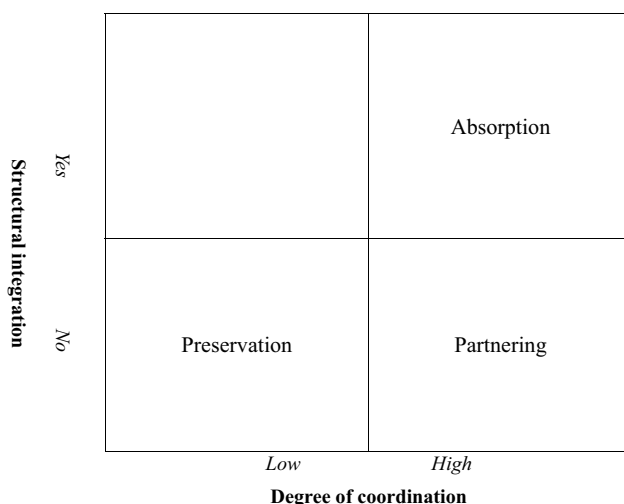 Absorption
Structural integration
Yes
No
Preservation
Partnering
Low
High
Degree of coordination